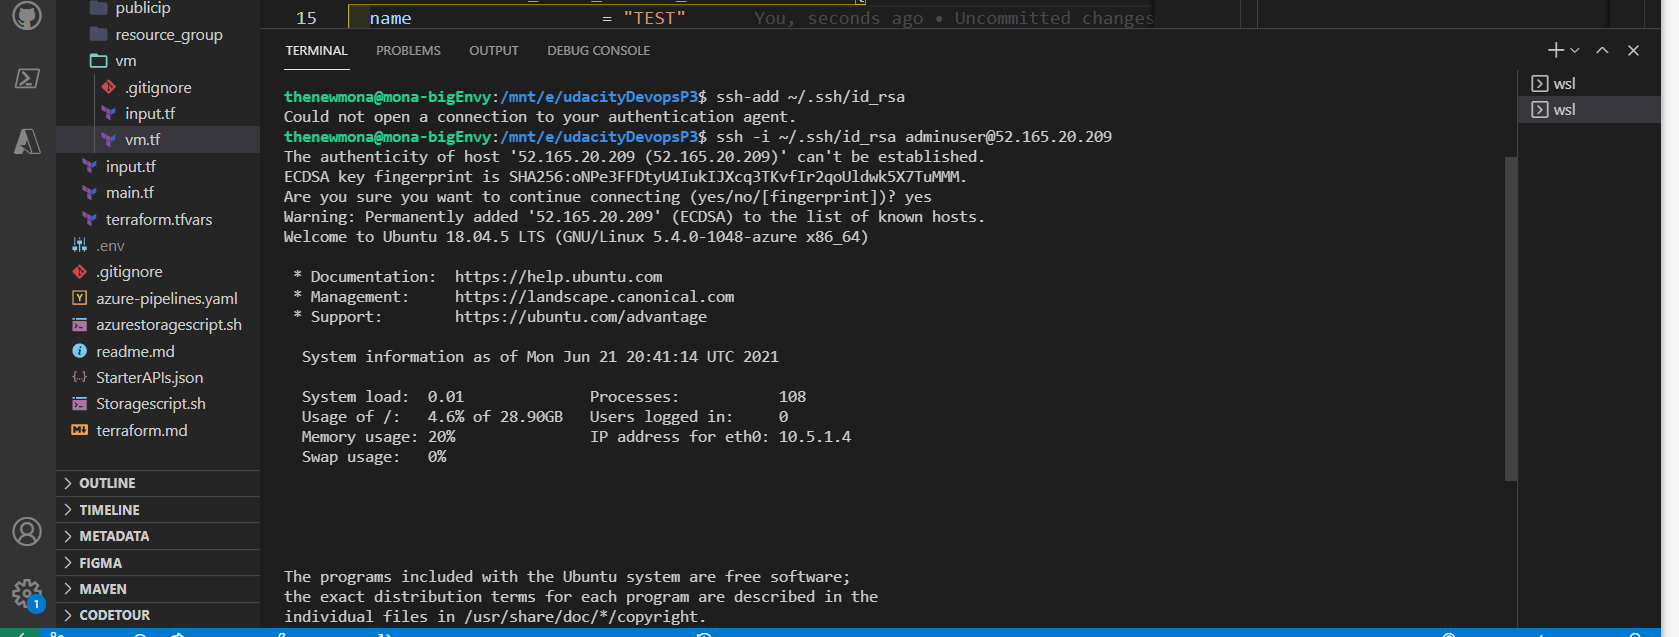 publicip
resource_group
vm
.gitignore
input.tf
vm.tf
input.tf
main.tf
terraform.tfvars
.env
.gitignore
azure-pipelines.yaml
azurestoragescript.sh
readme.md
StarterAPIs.json
Storagescript.sh
terraform.md
OUTLINE
TIMELINE
METADATA
FIGMA
MAVEN
CODETOUR
1
15 name = "TEST" You, seconds ago • Uncommitted changes
TERMINAL PROBLEMS OUTPUT DEBUG CONSOLE
thenewmona@mona-bigEnvy:/mnt/e/udacityDevopsP3$ ssh-add ~/.ssh/id_rsa
Could not open a connection to your authentication agent.
thenewmona@mona-bigEnvy:/mnt/e/udacityDevopsP3$ ssh -i ~/.ssh/id_rsa adminuser@52.165.20.209
The authenticity of host '52.165.20.209 (52.165.20.209)' can't be established.
ECDSA key fingerprint is SHA256:oNPe3FFDtyU4IukIJXcq3TKvfIr2qoUldwk5X7TuMMM.
Are you sure you want to continue connecting (yes/no/[fingerprint])? yes
Warning: Permanently added '52.165.20.209' (ECDSA) to the list of known hosts.
Welcome to Ubuntu 18.04.5 LTS (GNU/Linux 5.4.0-1048-azure x86_64)
* Documentation: https://help.ubuntu.com
* Management: https://landscape.canonical.com
* Support: https://ubuntu.com/advantage
System information as of Mon Jun 21 20:41:14 UTC 2021
System load: 0.01 Processes: 108
Usage of /: 4.6% of 28.90GB Users logged in: 0
Memory usage: 20% IP address for eth0: 10.5.1.4
Swap usage: 0%
The programs included with the Ubuntu system are free software;
the exact distribution terms for each program are described in the
individual files in /usr/share/doc/*/copyright.
wsl
wsl